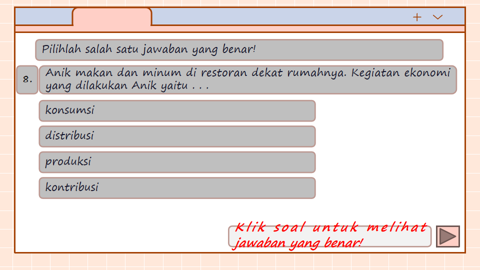 Pilihlah salah satu jawaban yang benar!
8.
Anik makan dan minum di restoran dekat rumahnya. Kegiatan ekonomi
yang dilakukan Anik yaitu . . .
konsumsi
distribusi
produksi
kontribusi
Klik soal untuk melihat
jawaban yang benar!